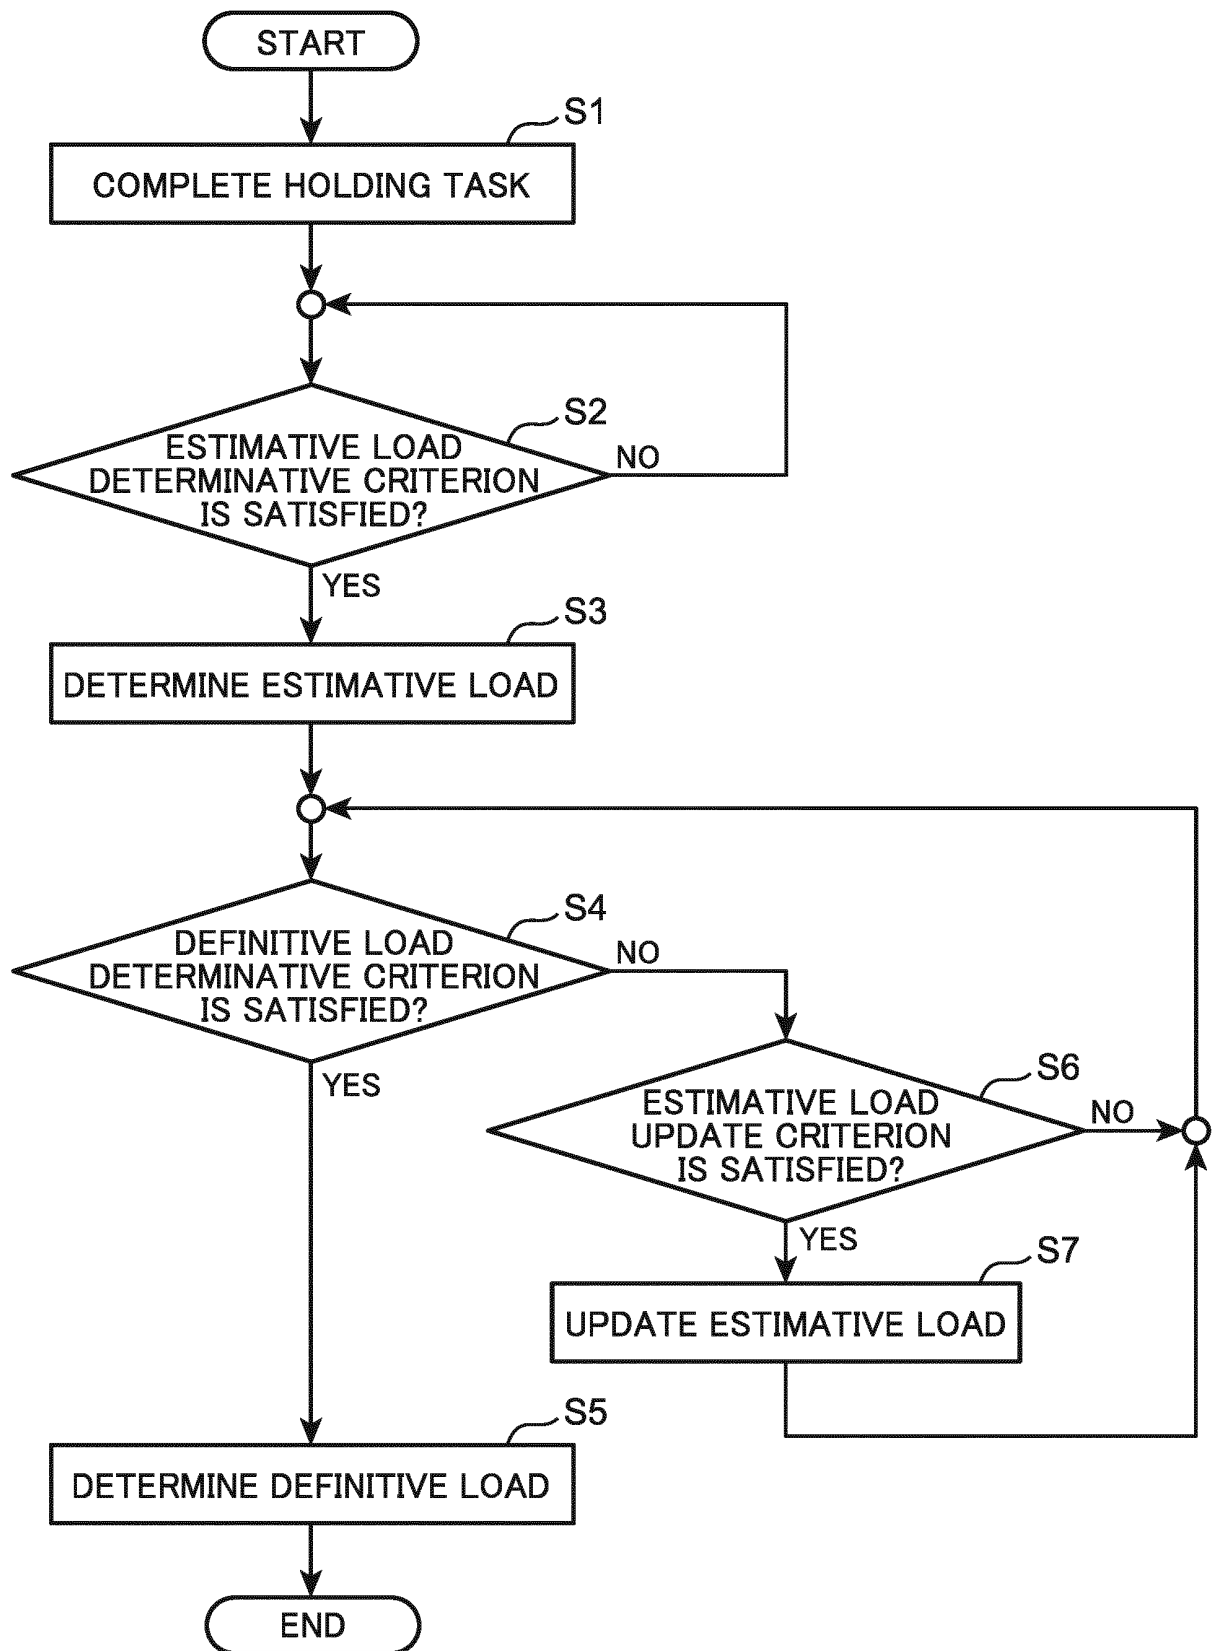 START
S1
COMPLETE HOLDING TASK
S2
ESTIMATIVE LOAD
DETERMINATIVE CRITERION
IS SATISFIED?
NO
YES
S3
DETERMINE ESTIMATIVE LOAD
S4
DEFINITIVE LOAD
DETERMINATIVE CRITERION
IS SATISFIED?
NO
YES
S6
ESTIMATIVE LOAD
UPDATE CRITERION
IS SATISFIED?
NO
YES
S7
UPDATE ESTIMATIVE LOAD
S5
DETERMINE DEFINITIVE LOAD
END